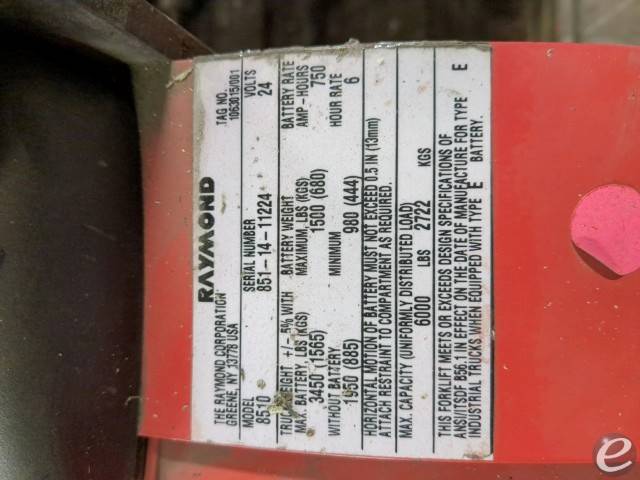 THE RAYMOND CORPORATION
GREENE, NY 13778 USA
RAYMOND
TAG NO.
1063015/001
MODEL
8510
SERIAL NUMBER
851-14-11224
VOLTS
24
TRUCK WEIGHT +/- 5% WITH
MAX. BATTERY, LBS (KGS)
3450 (1565)
WITHOUT BATTERY
1950 (885)
BATTERY WEIGHT
MAXIMUM, LBS (KGS)
1500 (680)
MINIMUM
980 (444)
BATTERY RATE
AMP-HOURS
750
HOUR RATE
6
HORIZONTAL MOTION OF BATTERY MUST NOT EXCEED 0.5 IN (13mm)
ATTACH RESTRAINT TO COMPARTMENT AS REQUIRED.
MAX. CAPACITY (UNIFORMLY DISTRIBUTED LOAD)
6000 LBS 2722 KGS
THIS FORKLIFT MEETS OR EXCEEDS DESIGN SPECIFICATIONS OF
ANSI/ITSDF B56.1 IN EFFECT ON THE DATE OF MANUFACTURE FOR TYPE E
INDUSTRIAL TRUCKS WHEN EQUIPPED WITH TYPE E BATTERY.
e